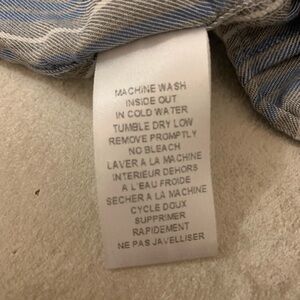 MACHINE WASH
INSIDE OUT
IN COLD WATER
TUMBLE DRY LOW
REMOVE PROMPTLY
NO BLEACH
LAVER A LA MACHINE
INTERIEUR DEHORS
A L'EAU FROIDE
SECHER A LA MACHINE
CYCLE DOUX
SUPPRIMER
RAPIDEMENT
NE PAS JAVELLISER